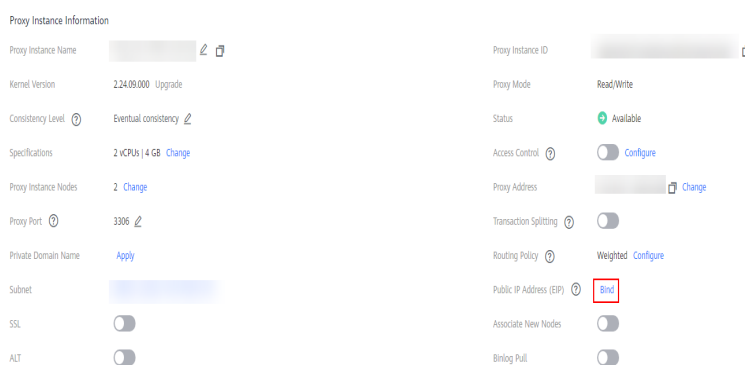 Proxy Instance Information
Proxy Instance Name
Proxy Instance ID
Kernel Version 2.24.09.000 Upgrade
Proxy Mode Read/Write
Consistency Level ? Eventual consistency
Status Available
Specifications 2 vCPUs | 4 GB Change
Access Control ? Configure
Proxy Instance Nodes 2 Change
Proxy Address Change
Proxy Port ? 3306
Transaction Splitting ?
Private Domain Name Apply
Routing Policy ? Weighted Configure
Subnet
Public IP Address (EIP) ? Bind
SSL
Associate New Nodes
ALT
Binlog Pull